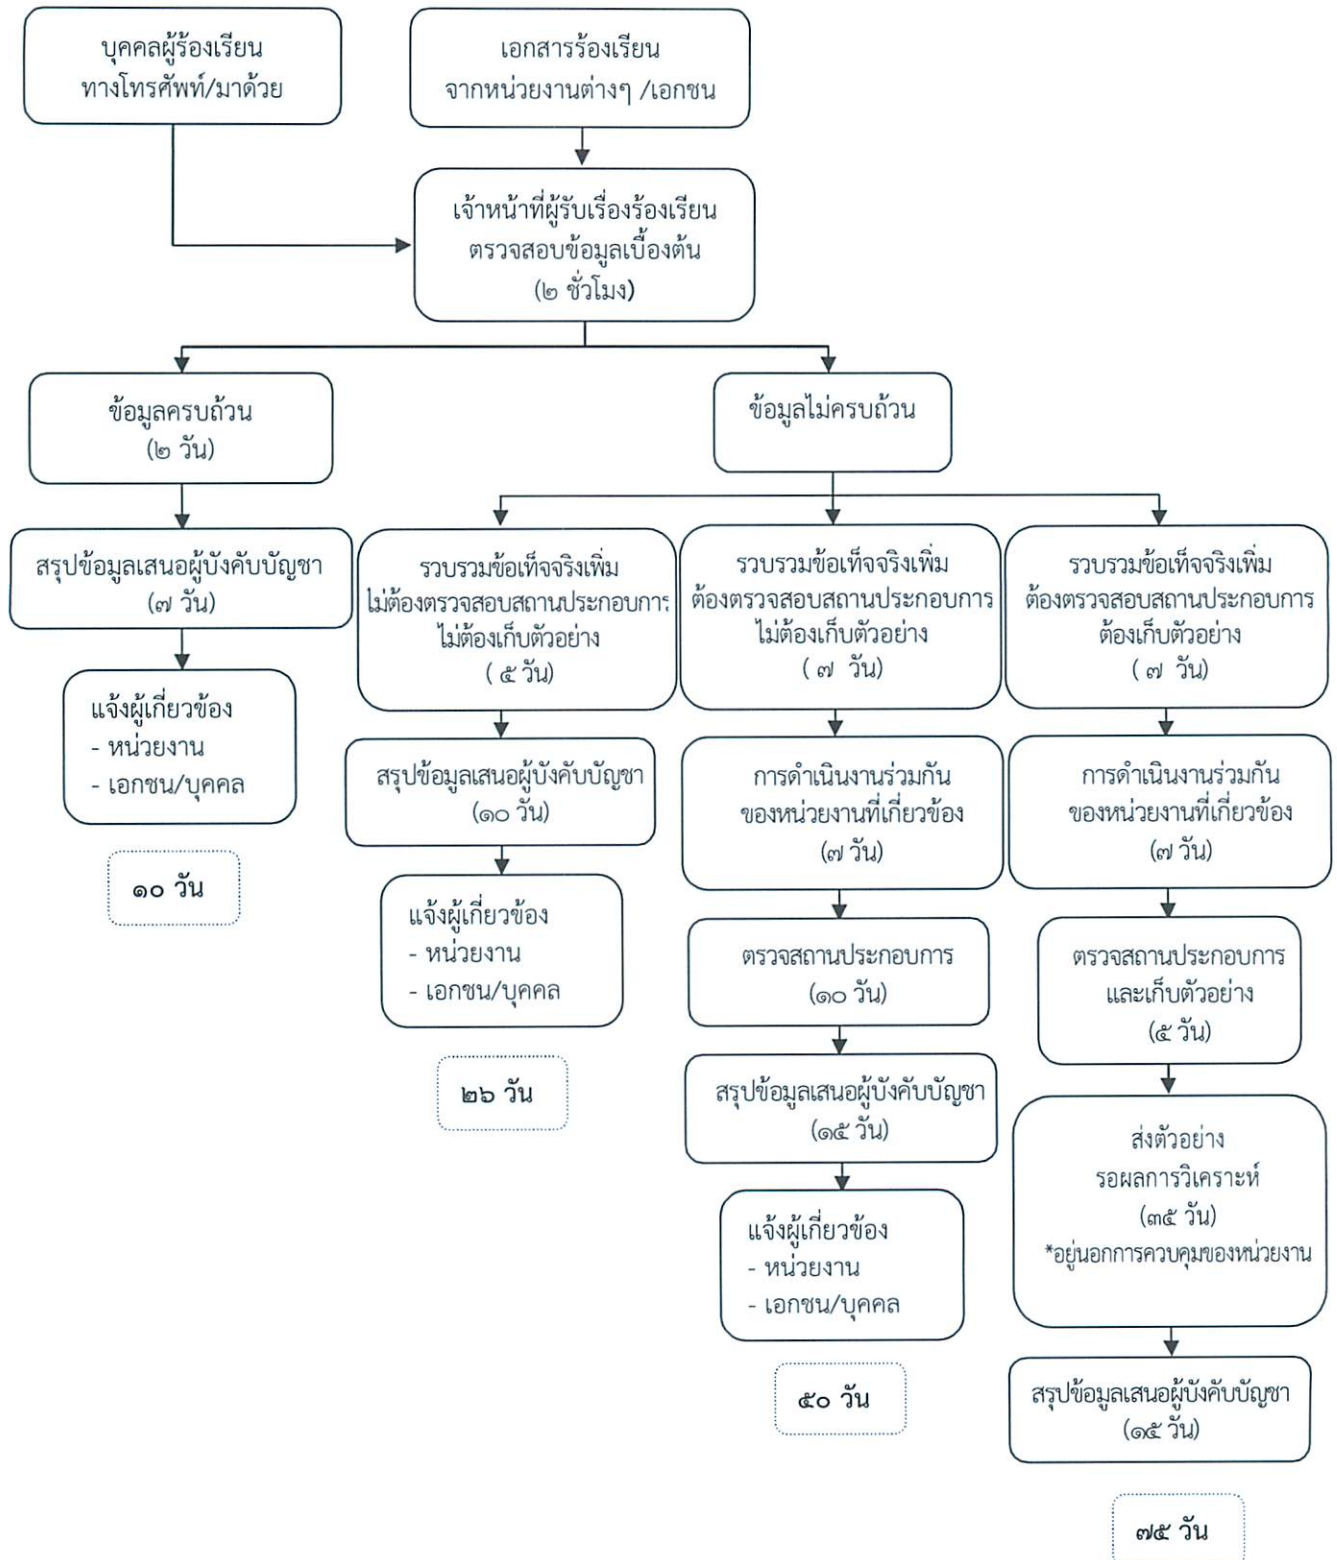 บุคคลผู้ร้องเรียน
ทางโทรศัพท์/มาด้วย
เอกสารร้องเรียน
จากหน่วยงานต่างๆ /เอกชน
เจ้าหน้าที่ผู้รับเรื่องร้องเรียน
ตรวจสอบข้อมูลเบื้องต้น
(๒ ชั่วโมง)
ข้อมูลครบถ้วน
(๒ วัน)
ข้อมูลไม่ครบถ้วน
สรุปข้อมูลเสนอผู้บังคับบัญชา
(๗ วัน)
แจ้งผู้เกี่ยวข้อง
- หน่วยงาน
- เอกชน/บุคคล
๑๐ วัน
รวบรวมข้อเท็จจริงเพิ่ม
ไม่ต้องตรวจสอบสถานประกอบการ
ไม่ต้องเก็บตัวอย่าง
( ๕ วัน)
สรุปข้อมูลเสนอผู้บังคับบัญชา
(๑๐ วัน)
แจ้งผู้เกี่ยวข้อง
- หน่วยงาน
- เอกชน/บุคคล
๒๖ วัน
รวบรวมข้อเท็จจริงเพิ่ม
ต้องตรวจสอบสถานประกอบการ
ไม่ต้องเก็บตัวอย่าง
( ๗ วัน)
การดำเนินงานร่วมกัน
ของหน่วยงานที่เกี่ยวข้อง
(๗ วัน)
ตรวจสถานประกอบการ
(๑๐ วัน)
สรุปข้อมูลเสนอผู้บังคับบัญชา
(๑๕ วัน)
แจ้งผู้เกี่ยวข้อง
- หน่วยงาน
- เอกชน/บุคคล
๕๐ วัน
รวบรวมข้อเท็จจริงเพิ่ม
ต้องตรวจสอบสถานประกอบการ
ต้องเก็บตัวอย่าง
( ๗ วัน)
การดำเนินงานร่วมกัน
ของหน่วยงานที่เกี่ยวข้อง
(๗ วัน)
ตรวจสถานประกอบการ
และเก็บตัวอย่าง
(๕ วัน)
ส่งตัวอย่าง
รอผลการวิเคราะห์
(๓๕ วัน)
*อยู่นอกการควบคุมของหน่วยงาน
สรุปข้อมูลเสนอผู้บังคับบัญชา
(๑๕ วัน)
๗๕ วัน